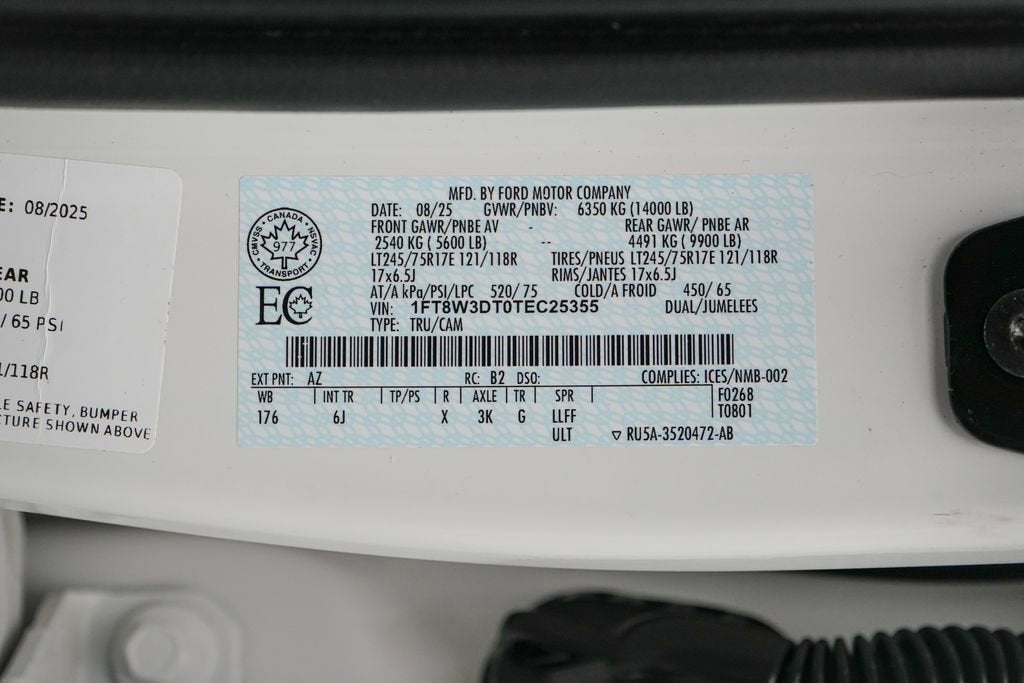 E: 08/2025
EAR
00 LB
/ 65 PSI
1/118R
LE SAFETY, BUMPER
CTURE SHOWN ABOVE
MFD. BY FORD MOTOR COMPANY
DATE: 08/25 GVWR/PNBV: 6350 KG (14000 LB)
FRONT GAWR/PNBE AV - REAR GAWR/ PNBE AR
2540 KG ( 5600 LB) -- 4491 KG ( 9900 LB)
LT245/75R17E 121/118R TIRES/PNEUS LT245/75R17E 121/118R
17x6.5J RIMS/JANTES 17x6.5J
AT/A kPa/PSI/LPC 520/ 75 COLD/A FROID 450/ 65
VIN: 1FT8W3DT0TEC25355 DUAL/JUMELEES
TYPE: TRU/CAM
CANADA
CMVSS
NSVAC
977
TRANSPORT
EC
EXT PNT: AZ RC: B2 DSO: COMPLIES: ICES/NMB-002
WB | INT TR | TP/PS | R | AXLE | TR | SPR | F0268
176 6J X 3K G LLFF T0801
ULT ▽ RU5A-3520472-AB